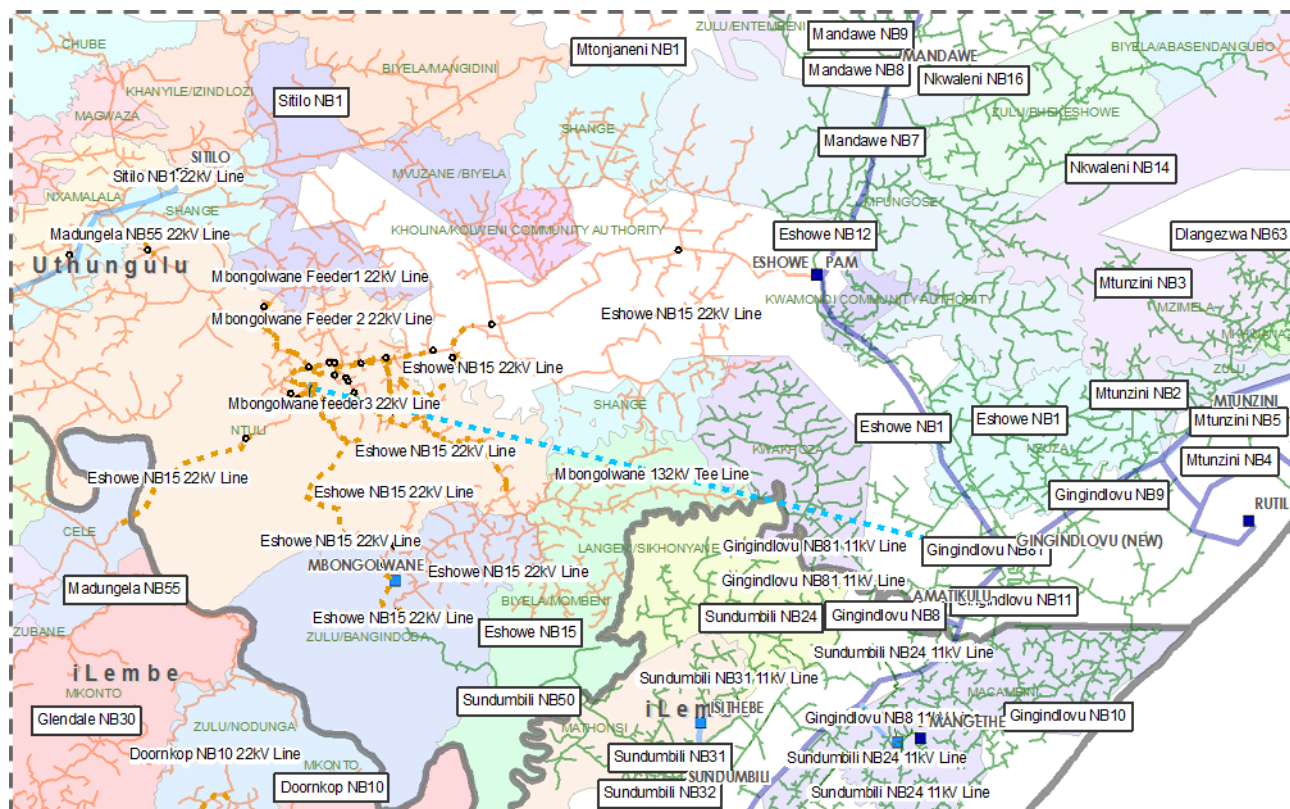 ZULU/ENTEMBENI
Mandawe NB9
CHUBE
Mtonjaneni NB1
MANDAWE
BIYELA/ABASENDANGUBO
BIYELA/MANGIDINI
Mandawe NB8
Nkwaleni NB16
KHANYILE/IZINDLOZI
Sitilo NB1
MAGWAZA
ZULU/BHEKESHOWE
SHANGE
Mandawe NB7
SITILO
Sitilo NB1 22kV Line
MVUZANE /BIYELA
Nkwaleni NB14
NXAMALALA
SHANGE
MPUNGOSE
Madungela NB55 22kV Line
KHOLINA/KOLWENI COMMUNITY AUTHORITY
Eshowe NB12
Dlangezwa NB63
Uthungulu
ESHOWE PAM
Mbongolwane Feeder1 22kV Line
Mtunzini NB3
KWAMONDI COMMUNITY AUTHORITY
MZIMELA
Mbongolwane Feeder 2 22kV Line
Eshowe NB15 22kV Line
Eshowe NB15 22kV Line
ZULU
Mtunzini NB2
MTUNZINI
Mbongolwane feeder3 22kV Line
SHANGE
Eshowe NB1
Eshowe NB1
Mtunzini NB5
NTULI
Eshowe NB15 22kV Line
KWAKHOZA
NGUZA
Mtunzini NB4
Eshowe NB15 22kV Line
Mbongolwane 132kV Tee Line
Eshowe NB15 22kV Line
Gingindlovu NB9
RUTIL
CELE
Eshowe NB15 22kV Line
LANGENI/SIKHONYANE
Gingindlovu NB81 11kV Line
Gingindlovu NB81
GINGINDLOVU (NEW)
MBONGOLWANE
Eshowe NB15 22kV Line
Gingindlovu NB81 11kV Line
Madungela NB55
AMATIKULU
Gingindlovu NB11
BIYELA/MOMBENI
Eshowe NB15 22kV Line
Sundumbili NB24
Gingindlovu NB8
ZUBANE
ZULU/BANGINDODA
Eshowe NB15
Sundumbili NB24 11kV Line
iLembe
Sundumbili NB31 11kV Line
MKONTO
Sundumbili NB50
MACAMBINI
Glendale NB30
ISITHEBE
Gingindlovu NB10
ZULU/NODUNGA
MATHONSI
MANGETHE
Doornkop NB10 22kV Line
Sundumbili NB31
Sundumbili NB24 11kV Line
MKONTO
SUNDUMBILI
Doornkop NB10
Sundumbili NB32
Sundumbili NB24 11kV Line